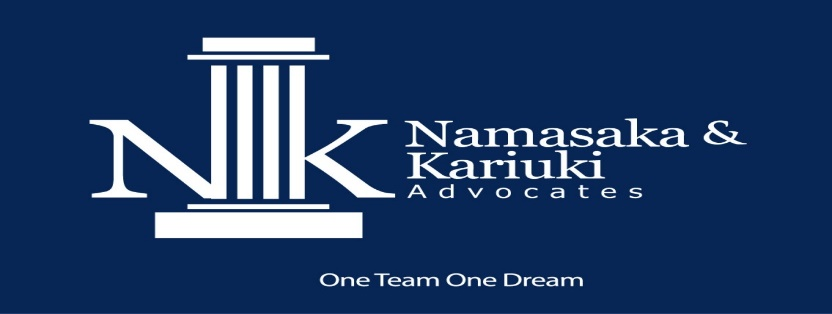 NK
Namasaka &
Kariuki
Advocates
One Team One Dream